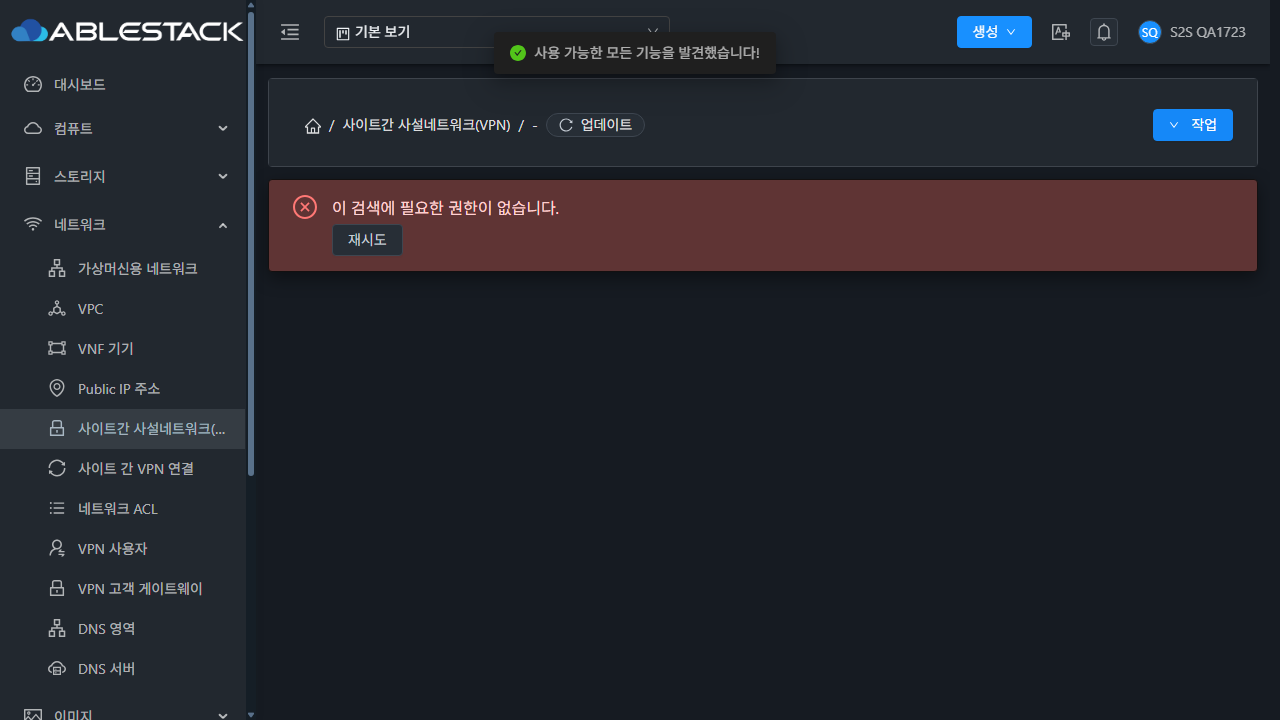 ABLESTACK
기본 보기
생성
S2S QA1723
SQ
사용 가능한 모든 기능을 발견했습니다!
대시보드
컴퓨트
스토리지
네트워크
가상머신용 네트워크
VPC
VNF 기기
Public IP 주소
사이트간 사설네트워크(...
사이트 간 VPN 연결
네트워크 ACL
VPN 사용자
VPN 고객 게이트웨이
DNS 영역
DNS 서버
이미지
/ 사이트간 사설네트워크(VPN) / - 업데이트
작업
이 검색에 필요한 권한이 없습니다.
재시도